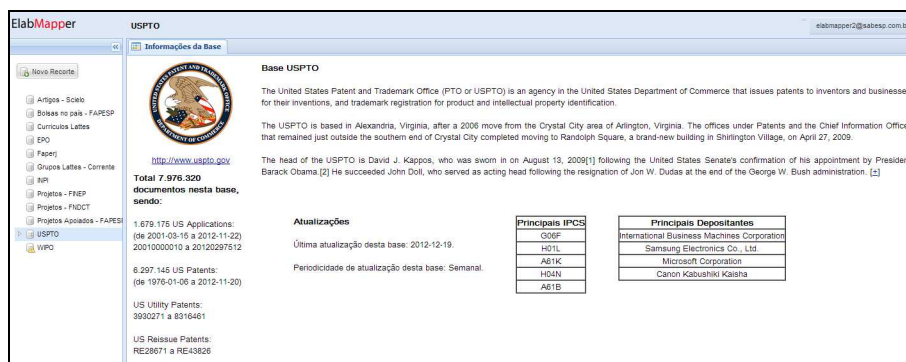 ElabMapper
USPTO
elabmapper2@sabesp.com.b
Informações da Base
Novo Recorte
Artigos - Scielo
Bolsas no país - FAPESP
Currículos Lattes
EPO
Faperj
Grupos Lattes - Corrente
INPI
Projetos - FINEP
Projetos - FNDCT
Projetos Apoiados - FAPESI
USPTO
WIPO
UNITED STATES PATENT AND TRADEMARK OFFICE
DEPARTMENT OF COMMERCE
http://www.uspto.gov
Total 7.976.320
documentos nesta base,
sendo:
1.679.175 US Applications:
(de 2001-03-15 a 2012-11-22)
20010000010 a 20120297512
6.297.145 US Patents:
(de 1976-01-06 a 2012-11-20)
US Utility Patents:
3930271 a 8316461
US Reissue Patents:
RE28671 a RE43826
Base USPTO
The United States Patent and Trademark Office (PTO or USPTO) is an agency in the United States Department of Commerce that issues patents to inventors and businesse
for their inventions, and trademark registration for product and intellectual property identification.
The USPTO is based in Alexandria, Virginia, after a 2006 move from the Crystal City area of Arlington, Virginia. The offices under Patents and the Chief Information Office
that remained just outside the southern end of Crystal City completed moving to Randolph Square, a brand-new building in Shirlington Village, on April 27, 2009.
The head of the USPTO is David J. Kappos, who was sworn in on August 13, 2009[1] following the United States Senate's confirmation of his appointment by Presider
Barack Obama.[2] He succeeded John Doll, who served as acting head following the resignation of Jon W. Dudas at the end of the George W. Bush administration. [+]
Atualizações
Última atualização desta base: 2012-12-19.
Periodicidade de atualização desta base: Semanal.
Principais IPCS
G06F
H01L
A61K
H04N
A61B
Principais Depositantes
International Business Machines Corporation
Samsung Electronics Co., Ltd.
Microsoft Corporation
Canon Kabushiki Kaisha